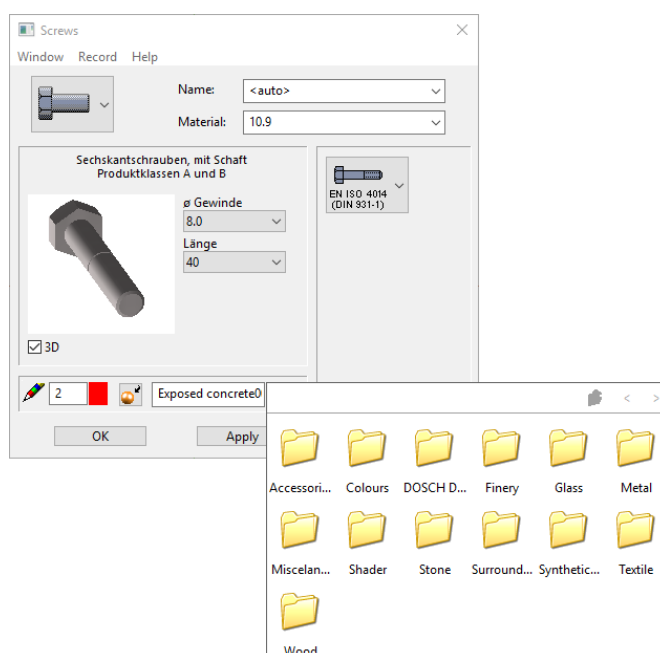 Screws
Window Record Help
Name: <auto>
Material: 10.9
Sechskantschrauben, mit Schaft
Produktklassen A und B
ø Gewinde
8.0
Länge
40
3D
EN ISO 4014
(DIN 931-1)
2 Exposed concrete0
OK Apply
< >
Accessori... Colours DOSCH D... Finery Glass Metal
Miscelan... Shader Stone Surround... Synthetic... Textile
Wood